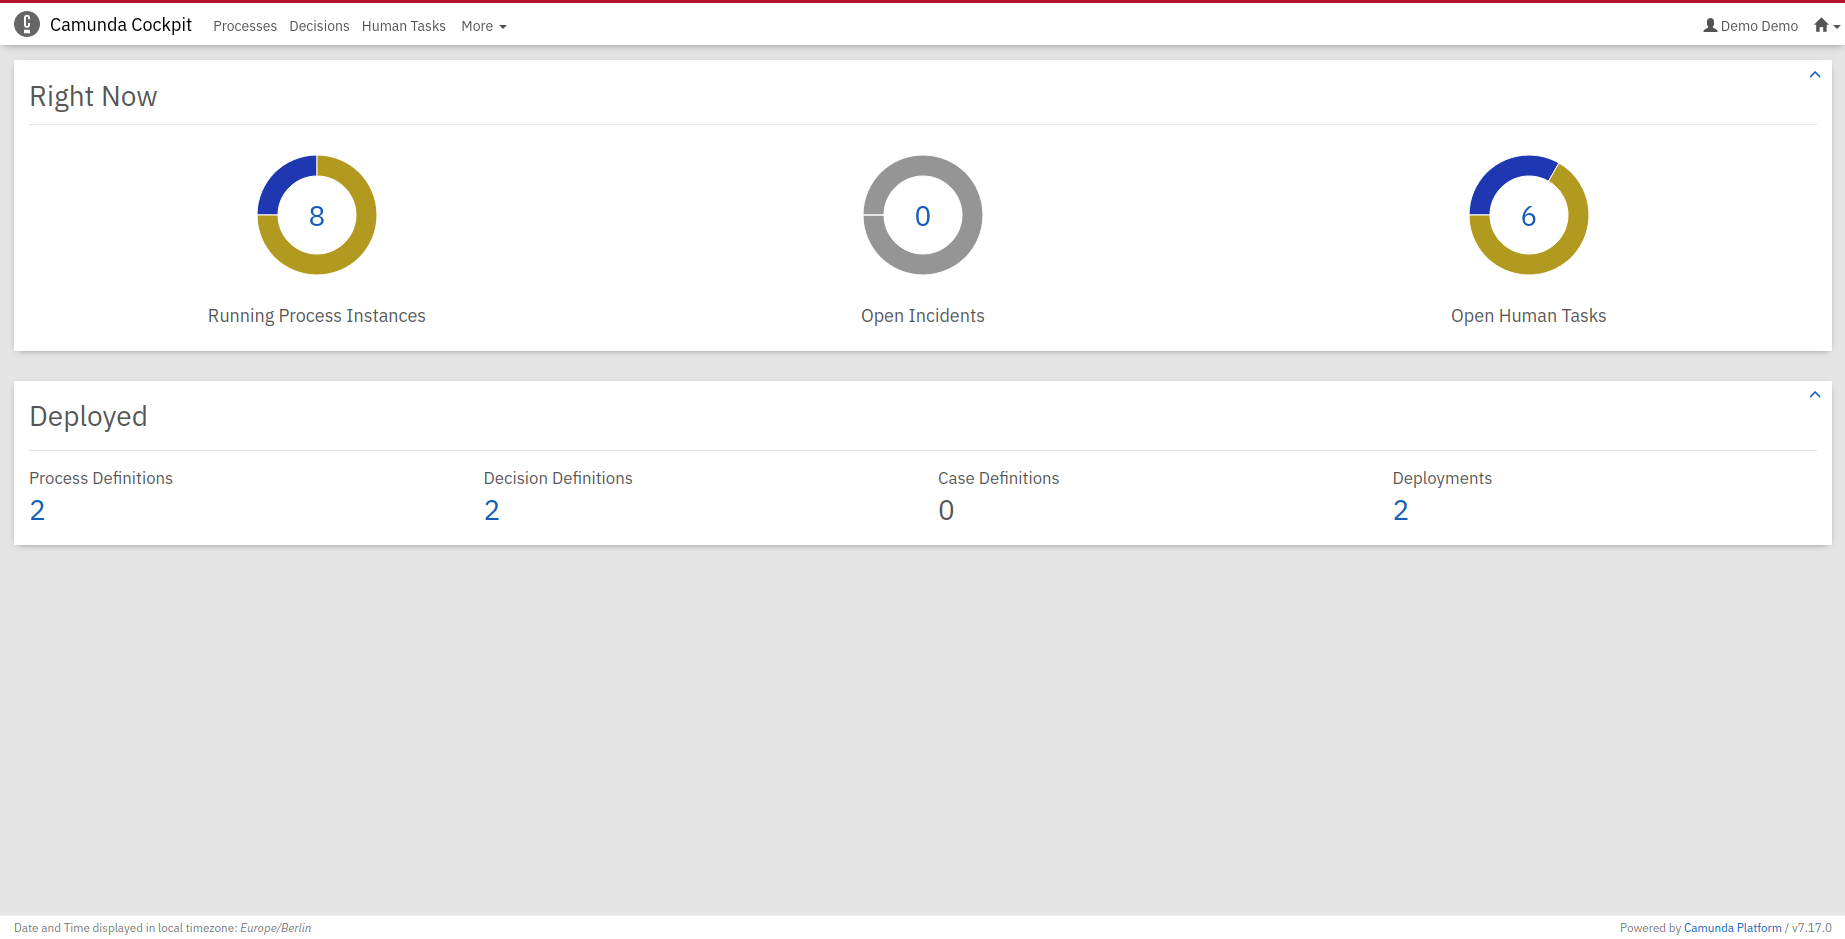 Camunda Cockpit Processes Decisions Human Tasks More Demo Demo
Right Now
8 0 6
Running Process Instances Open Incidents Open Human Tasks
Deployed
Process Definitions Decision Definitions Case Definitions Deployments
2 2 0 2
Date and Time displayed in local timezone: Europe/Berlin Powered by Camunda Platform / v7.17.0